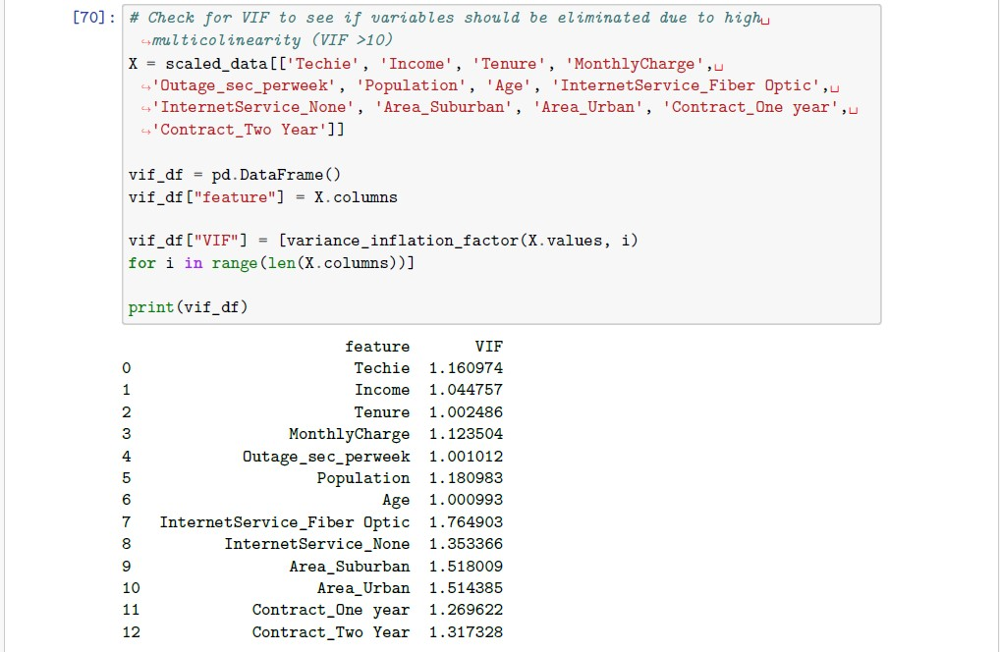 [70]: # Check for VIF to see if variables should be eliminated due to high␣
↪multicolinearity (VIF >10)
X = scaled_data[['Techie', 'Income', 'Tenure', 'MonthlyCharge',␣
↪'Outage_sec_perweek', 'Population', 'Age', 'InternetService_Fiber Optic',␣
↪'InternetService_None', 'Area_Suburban', 'Area_Urban', 'Contract_One year',␣
↪'Contract_Two Year']]
vif_df = pd.DataFrame()
vif_df["feature"] = X.columns
vif_df["VIF"] = [variance_inflation_factor(X.values, i)
for i in range(len(X.columns))]
print(vif_df)
feature VIF
0 Techie 1.160974
1 Income 1.044757
2 Tenure 1.002486
3 MonthlyCharge 1.123504
4 Outage_sec_perweek 1.001012
5 Population 1.180983
6 Age 1.000993
7 InternetService_Fiber Optic 1.764903
8 InternetService_None 1.353366
9 Area_Suburban 1.518009
10 Area_Urban 1.514385
11 Contract_One year 1.269622
12 Contract_Two Year 1.317328